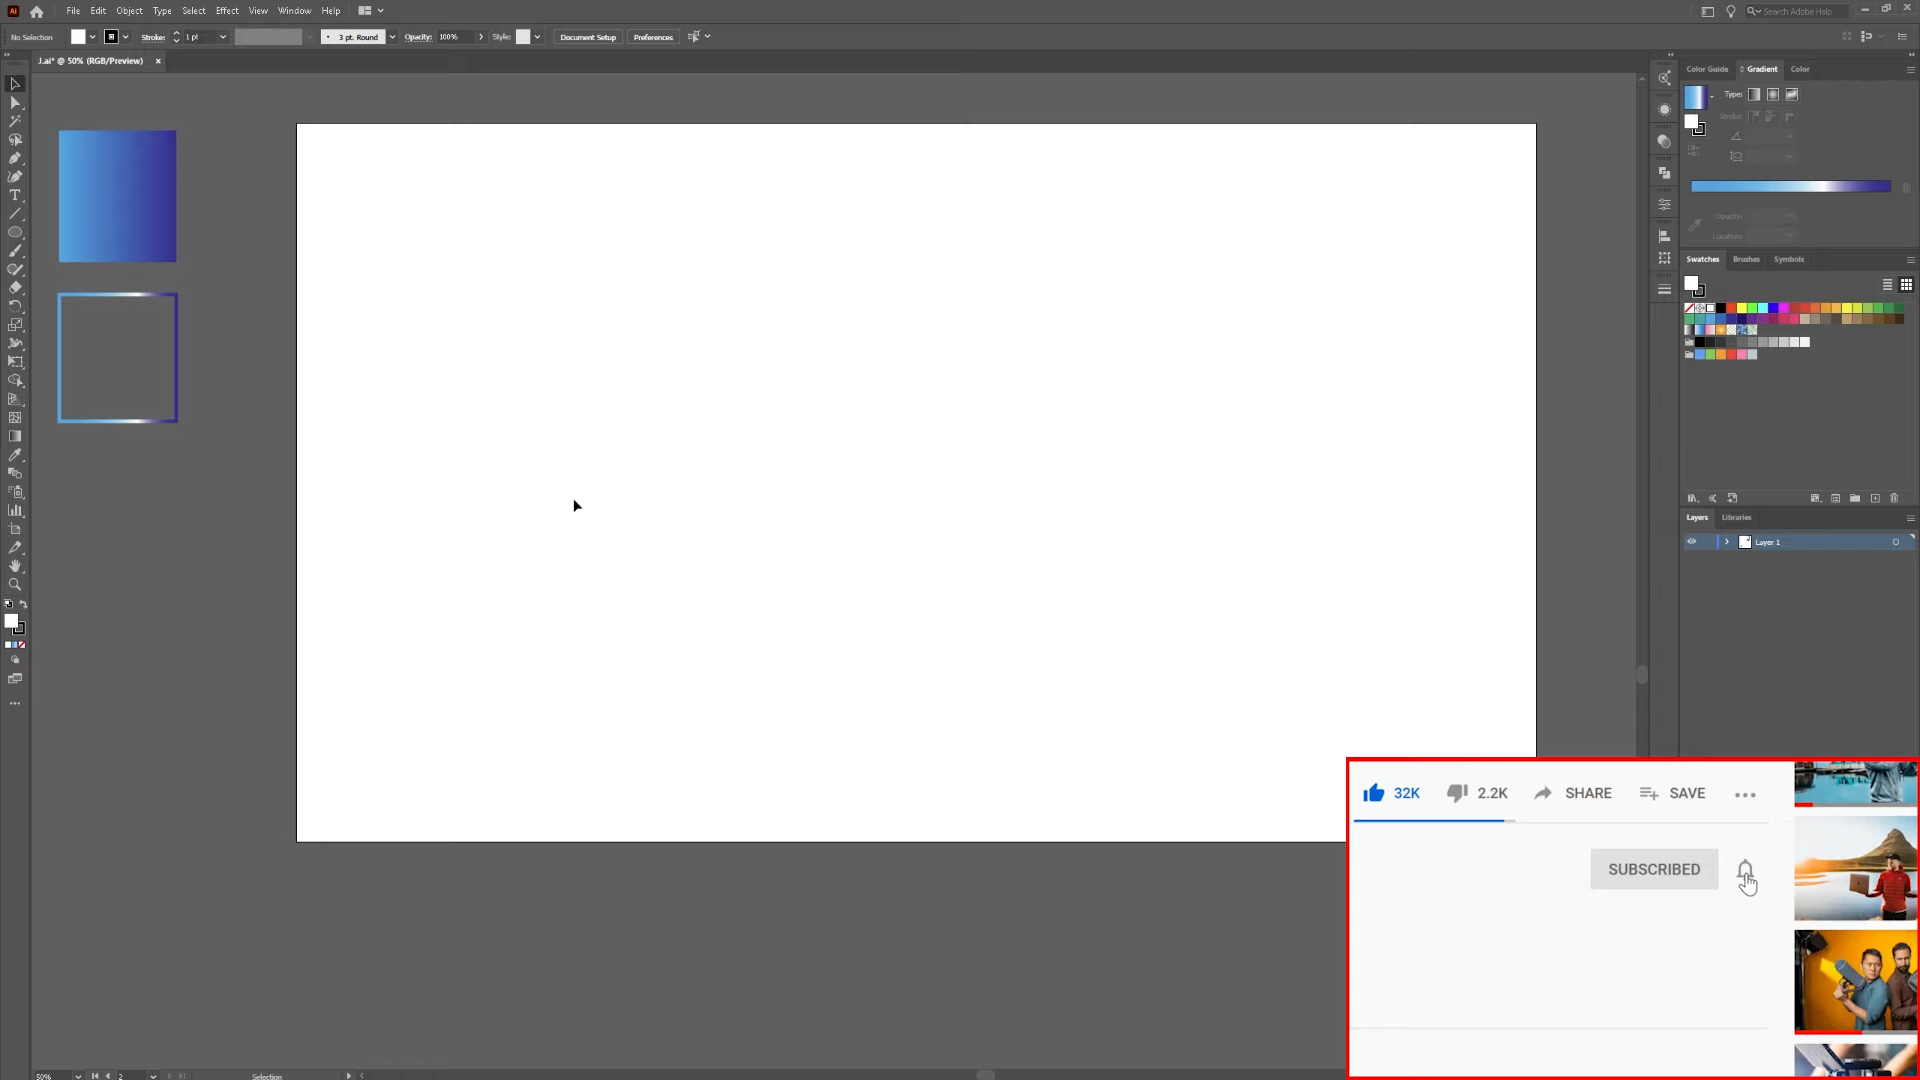 Ai File Edit Object Type Select Effect View Window Help Search Adobe Help
No Selection Stroke: 1 pt 3 pt. Round Opacity: 100% Style: Document Setup Preferences
J.ai* @ 50% (RGB/Preview)
Color Guide Gradient Color
Type:
Stroke:
Opacity:
Location:
Swatches Brushes Symbols
Layers Libraries
Layer 1
32K 2.2K SHARE SAVE
SUBSCRIBED
50% 2 Selection